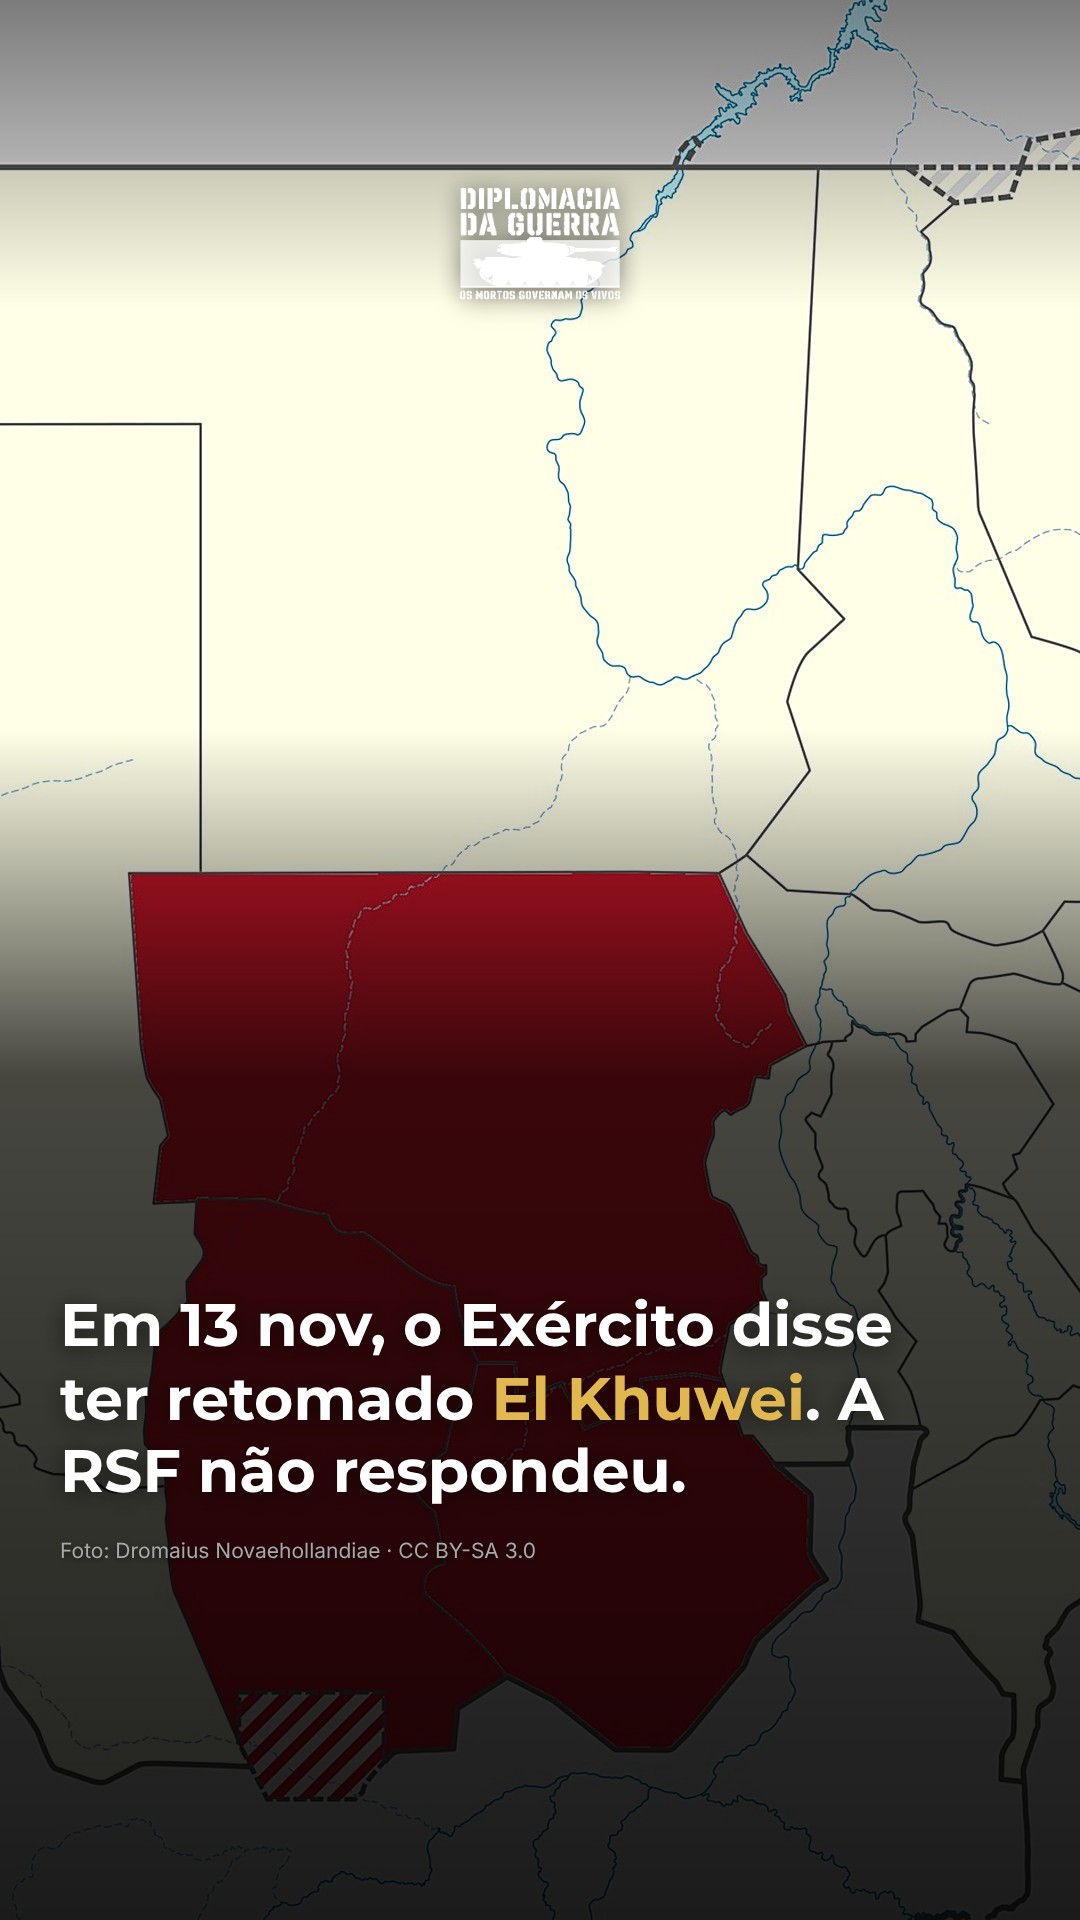 DIPLOMACIA
DA GUERRA
OS MORTOS GOVERNAM OS VIVOS
Em 13 nov, o Exército disse
ter retomado El Khuwei. A
RSF não respondeu.
Foto: Dromaius Novaehollandiae · CC BY-SA 3.0